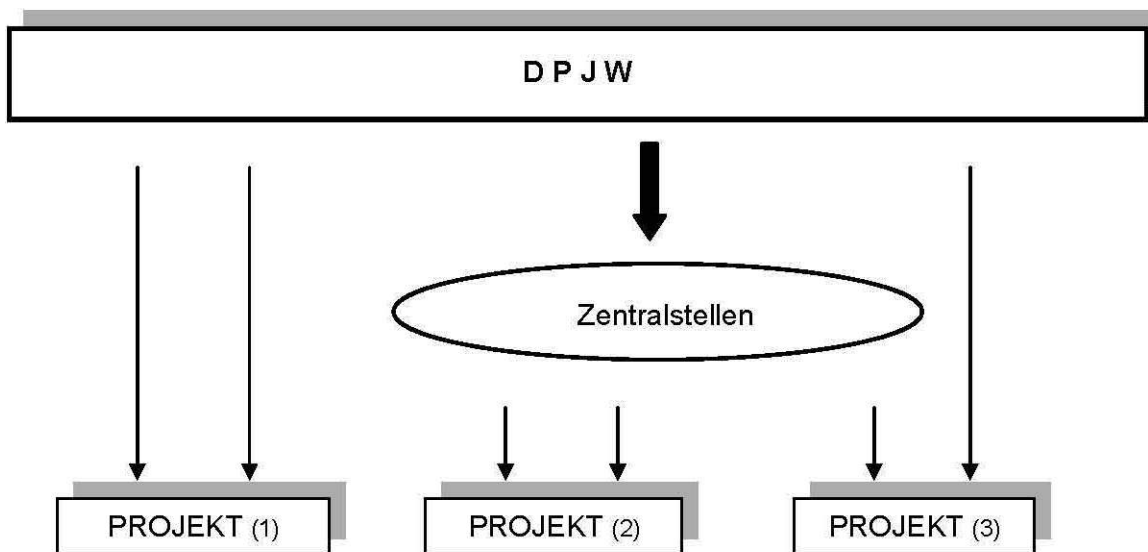 D P J W
Zentralstellen
PROJEKT (1)
PROJEKT (2)
PROJEKT (3)